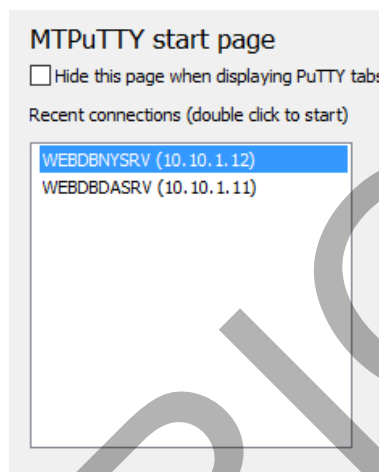 MTPuTTY start page
Hide this page when displaying PuTTY tabs
Recent connections (double click to start)
WEBDBNYSRV (10.10.1.12)
WEBDBDASRV (10.10.1.11)